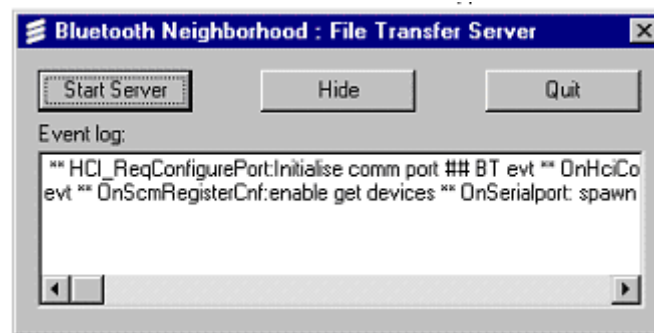 Bluetooth Neighborhood : File Transfer Server
Start Server Hide Quit
Event log:
** HCI_ReqConfigurePort:Initialise comm port ## BT evt ** OnHciCo
evt ** OnScmRegisterCnf:enable get devices ** OnSerialport: spawn